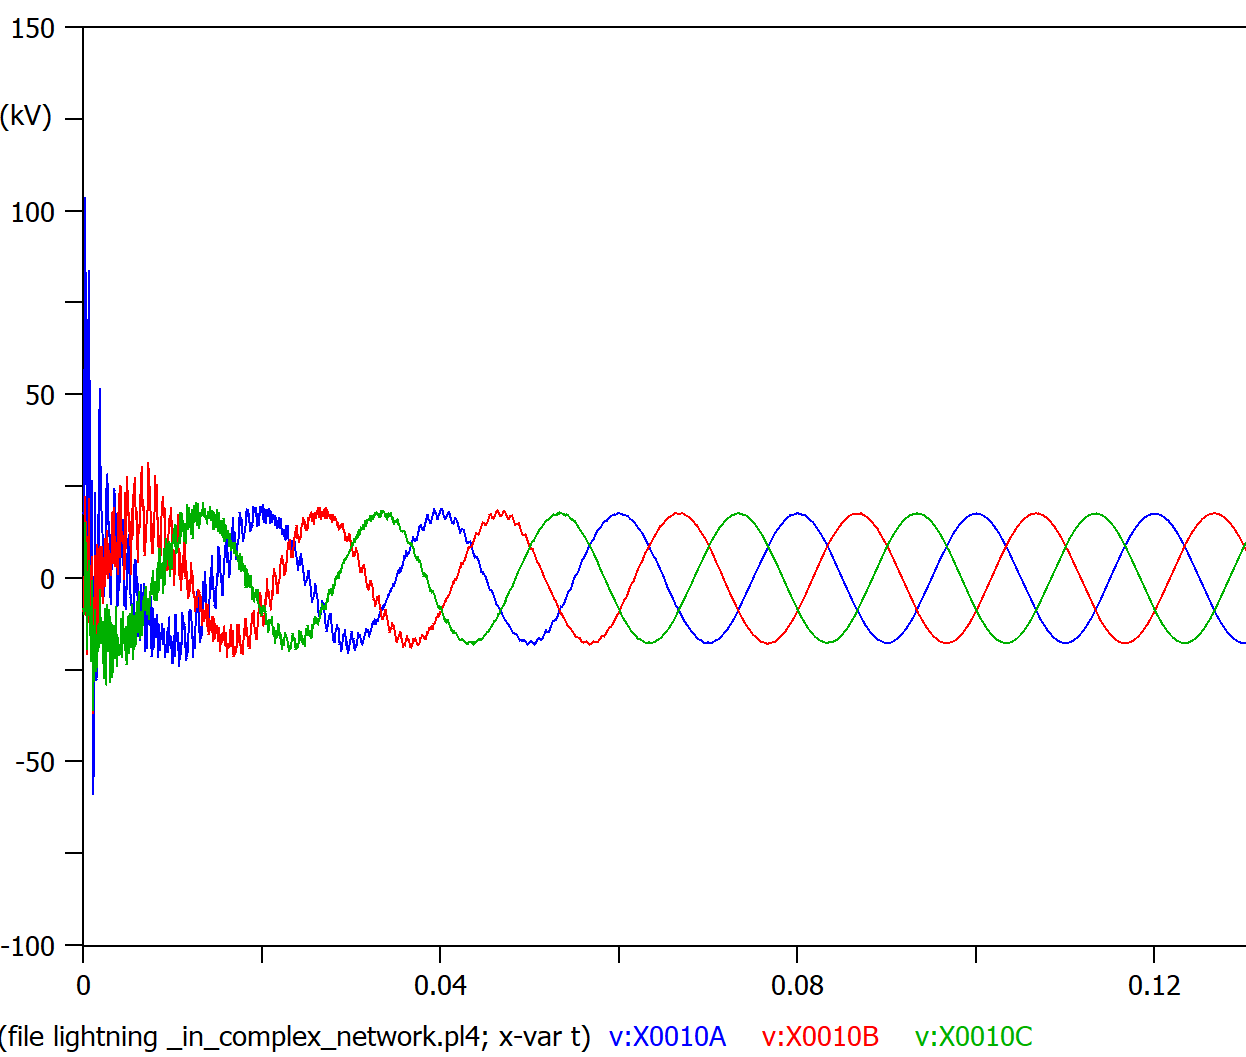 150
(kV)
100
50
0
-50
-100
0 0.04 0.08 0.12
(file lightning _in_complex_network.pl4; x-var t) v:X0010A v:X0010B v:X0010C